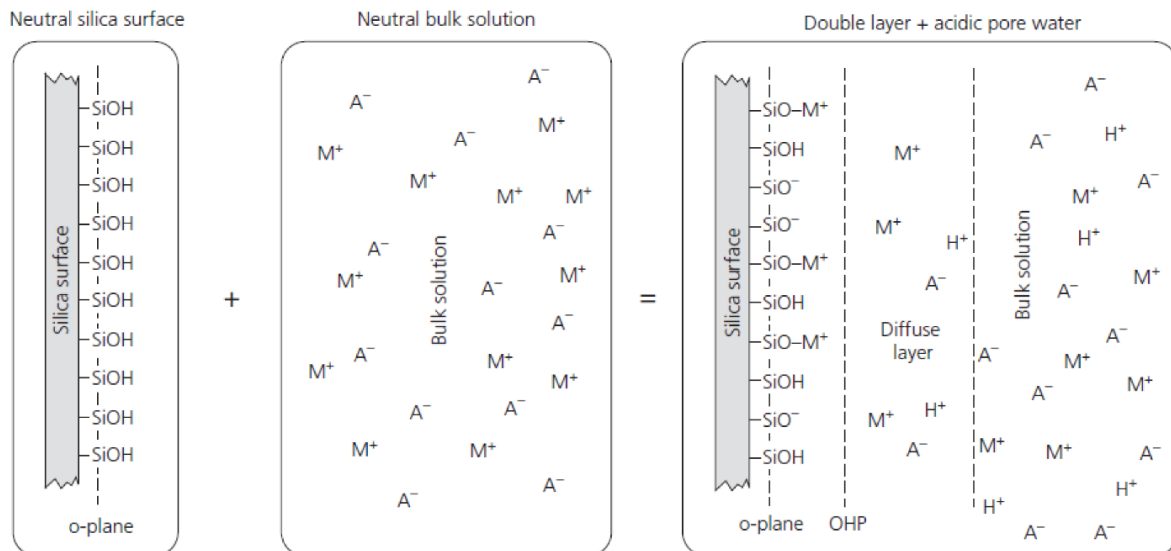 Neutral silica surface
Silica surface
SiOH
SiOH
SiOH
SiOH
SiOH
SiOH
SiOH
SiOH
SiOH
SiOH
o-plane
+
Neutral bulk solution
A⁻
A⁻
M⁺
A⁻
M⁺
M⁺
M⁺
M⁺
A⁻
A⁻
M⁺
M⁺
A⁻
Bulk solution
A⁻
A⁻
M⁺
M⁺
M⁺
A⁻
A⁻
M⁺
M⁺
A⁻
A⁻
=
Double layer + acidic pore water
Silica surface
SiO–M⁺
SiOH
SiO⁻
SiO⁻
SiO–M⁺
SiOH
SiO–M⁺
SiOH
SiO⁻
SiOH
o-plane
OHP
M⁺
M⁺
H⁺
A⁻
Diffuse
layer
M⁺
H⁺
A⁻
Bulk solution
A⁻
H⁺
A⁻
A⁻
M⁺
H⁺
M⁺
A⁻
A⁻
A⁻
M⁺
M⁺
A⁻
M⁺
M⁺
A⁻
H⁺
H⁺
A⁻
A⁻